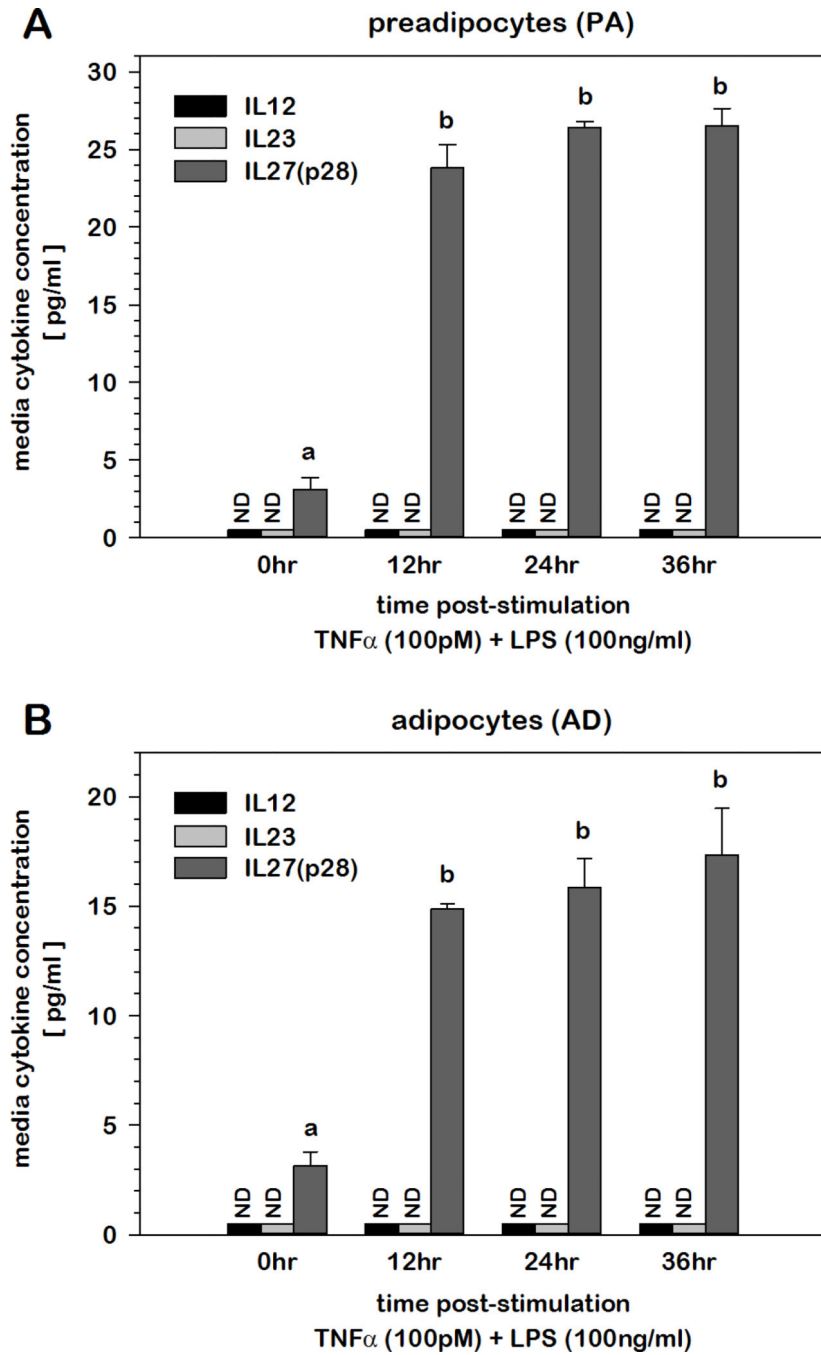 A
preadipocytes (PA)
media cytokine concentration
[ pg/ml ]
30
25
20
15
10
5
0
IL12
IL23
IL27(p28)
a
b
b
b
ND ND ND ND ND ND ND ND
0hr 12hr 24hr 36hr
time post-stimulation
TNFα (100pM) + LPS (100ng/ml)
B
adipocytes (AD)
media cytokine concentration
[ pg/ml ]
20
15
10
5
0
IL12
IL23
IL27(p28)
a
b
b
b
ND ND ND ND ND ND ND ND
0hr 12hr 24hr 36hr
time post-stimulation
TNFα (100pM) + LPS (100ng/ml)